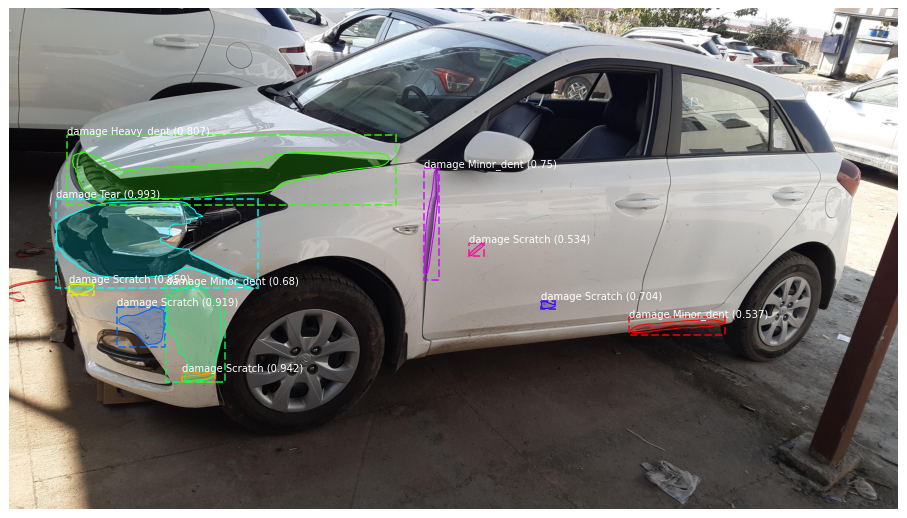 damage Heavy_dent (0.807)
damage Minor_dent (0.75)
damage Tear (0.993)
damage Scratch (0.534)
damage Scratch (0.859)
damage Minor_dent (0.68)
damage Scratch (0.919)
damage Scratch (0.704)
damage Minor_dent (0.537)
damage Scratch (0.942)